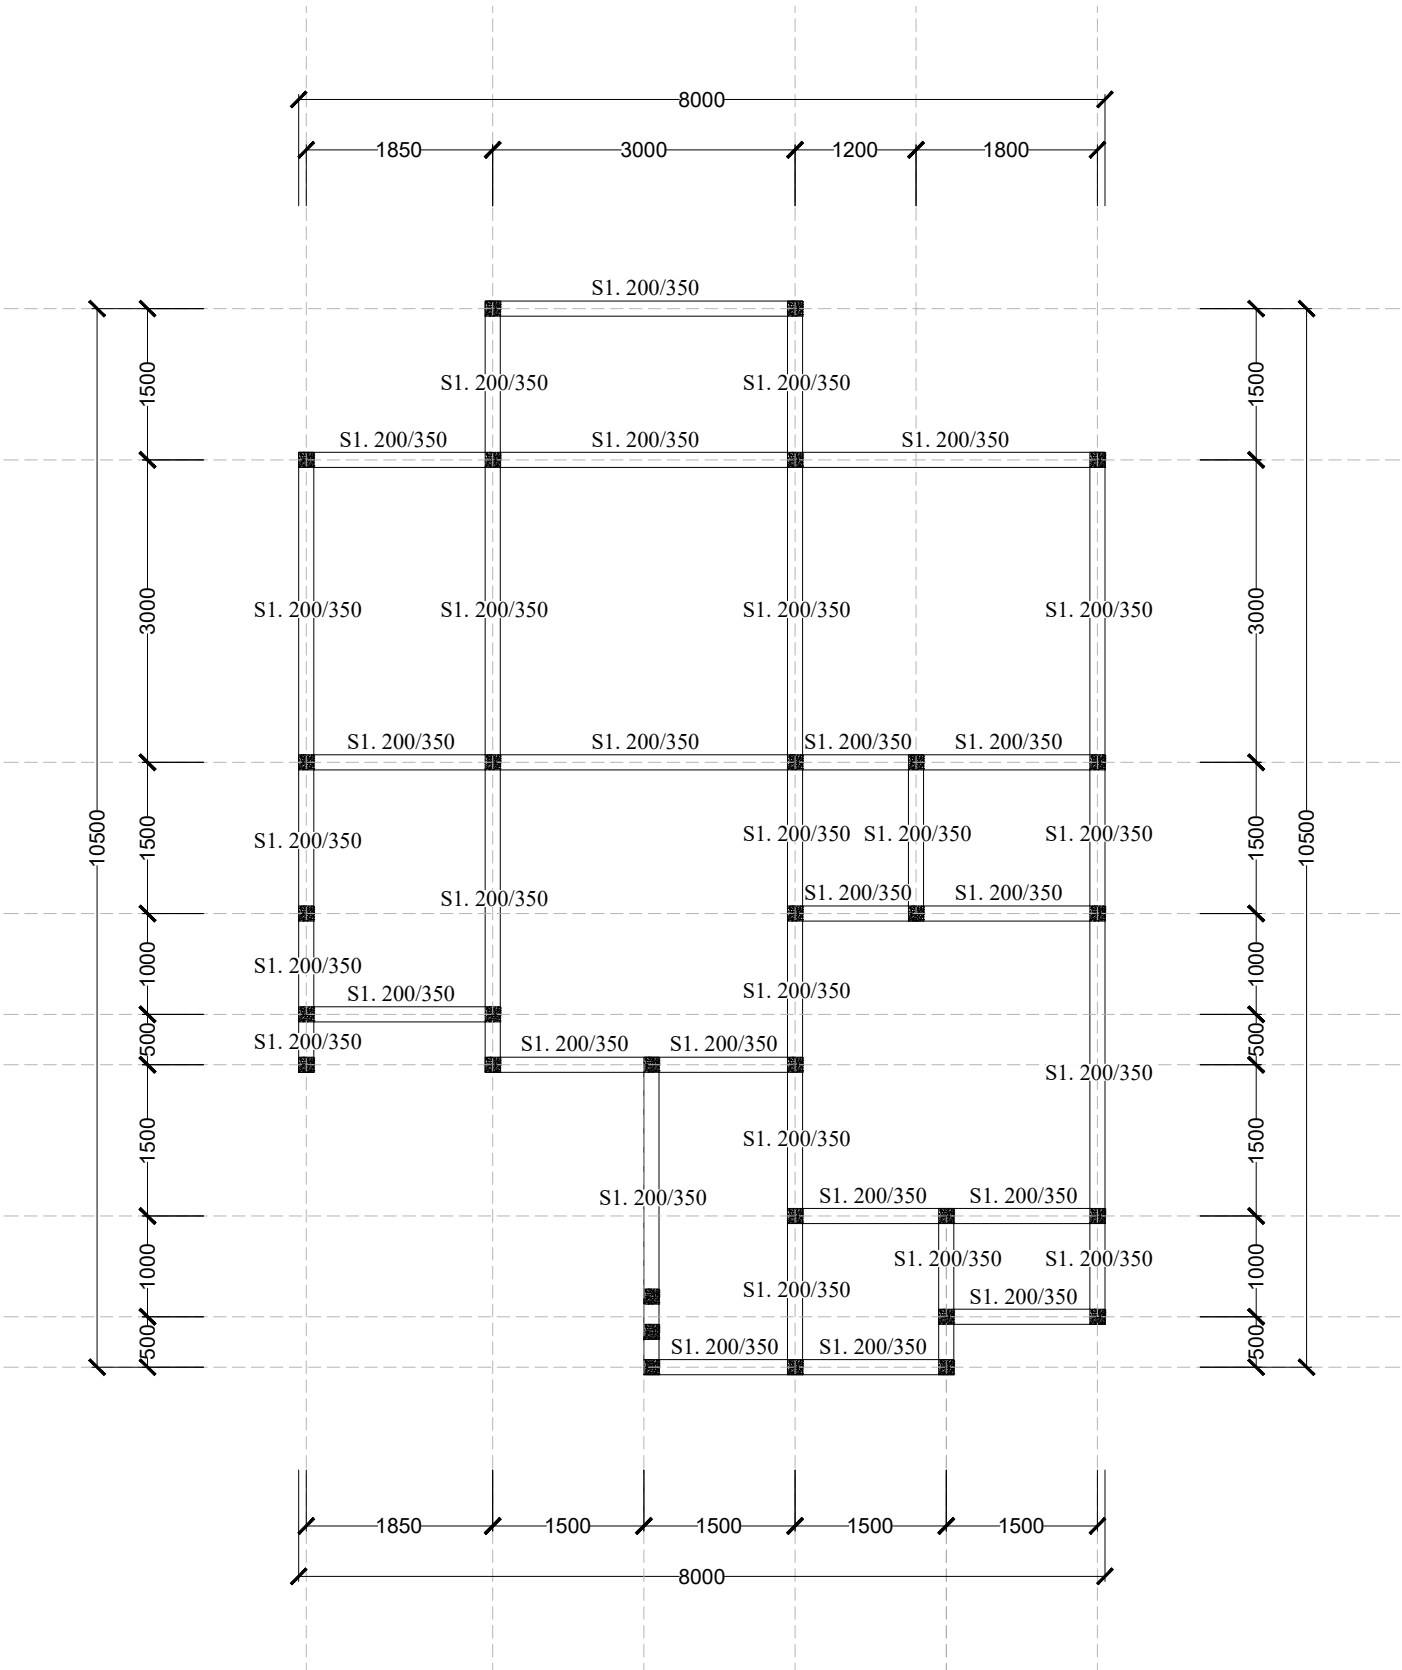 8000
1850 3000 1200 1800
S1. 200/350
1500 S1. 200/350 S1. 200/350 1500
S1. 200/350 S1. 200/350 S1. 200/350
3000 S1. 200/350 S1. 200/350 S1. 200/350 S1. 200/350 3000
S1. 200/350 S1. 200/350 S1. 200/350 S1. 200/350
10500 1500 S1. 200/350 S1. 200/350 S1. 200/350 S1. 200/350 1500 10500
S1. 200/350 S1. 200/350 S1. 200/350
1000 S1. 200/350 1000
S1. 200/350 S1. 200/350
500 S1. 200/350 S1. 200/350 S1. 200/350 500
S1. 200/350
1500 S1. 200/350 1500
S1. 200/350 S1. 200/350 S1. 200/350
1000 S1. 200/350 S1. 200/350 1000
S1. 200/350 S1. 200/350
500 S1. 200/350 S1. 200/350 500
1850 1500 1500 1500 1500
8000